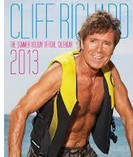 CLIFF RICHARD
THE SUMMER HOLIDAY OFFICIAL CALENDAR
2013